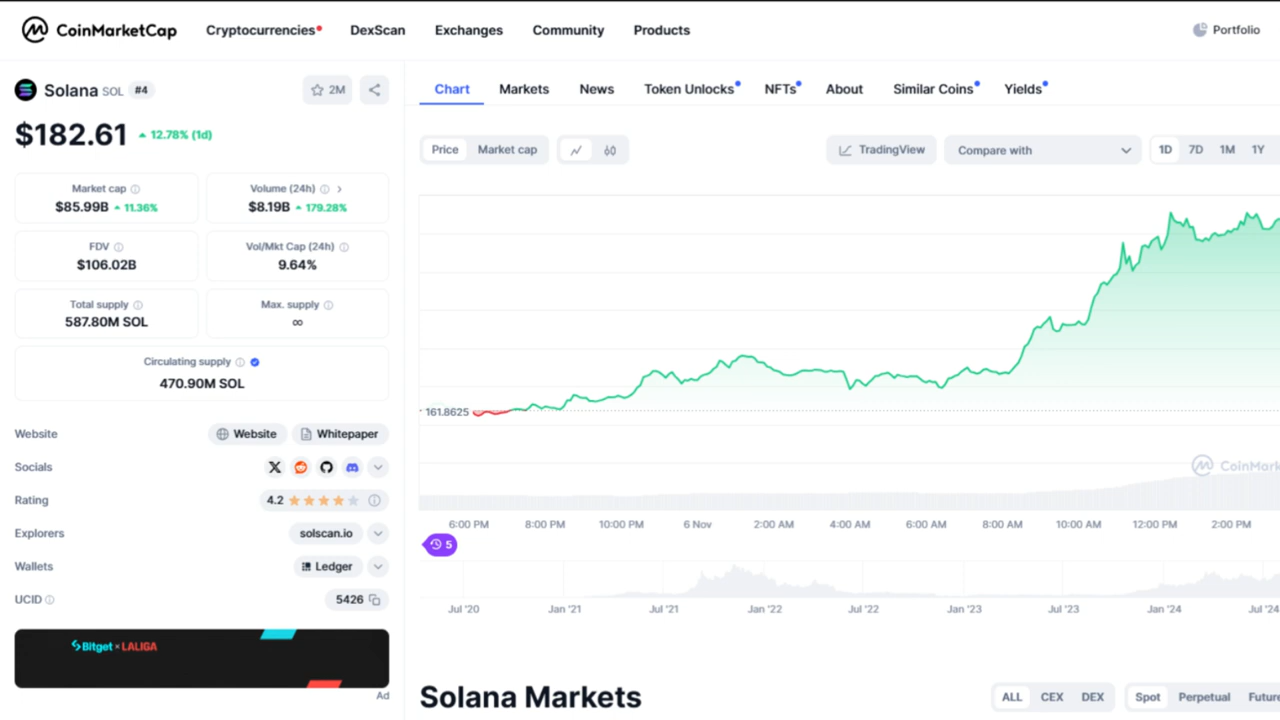 CoinMarketCap
Cryptocurrencies DexScan Exchanges Community Products Portfolio
Solana SOL #4 2M
$182.61 12.78% (1d)
Market cap
$85.99B 11.36%
Volume (24h)
$8.19B 179.28%
FDV
$106.02B
Vol/Mkt Cap (24h)
9.64%
Total supply
587.80M SOL
Max. supply
∞
Circulating supply
470.90M SOL
Website Website Whitepaper
Socials
Rating 4.2
Explorers solscan.io
Wallets Ledger
UCID 5426
Bitget × LALIGA
Ad
Chart Markets News Token Unlocks NFTs About Similar Coins Yields
Price Market cap TradingView Compare with 1D 7D 1M 1Y
161.8625
CoinMark
6:00 PM 8:00 PM 10:00 PM 6 Nov 2:00 AM 4:00 AM 6:00 AM 8:00 AM 10:00 AM 12:00 PM 2:00 PM
5
Jul '20 Jan '21 Jul '21 Jan '22 Jul '22 Jan '23 Jul '23 Jan '24 Jul '24
Solana Markets
ALL CEX DEX Spot Perpetual Future